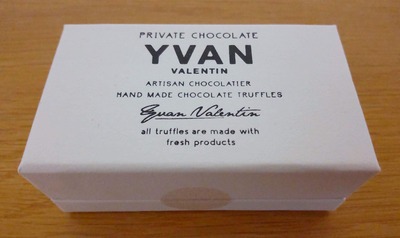 PRIVATE CHOCOLATE
YVAN
VALENTIN
ARTISAN CHOCOLATIER
HAND MADE CHOCOLATE TRUFFLES
Yvan Valentin
all truffles are made with
fresh products